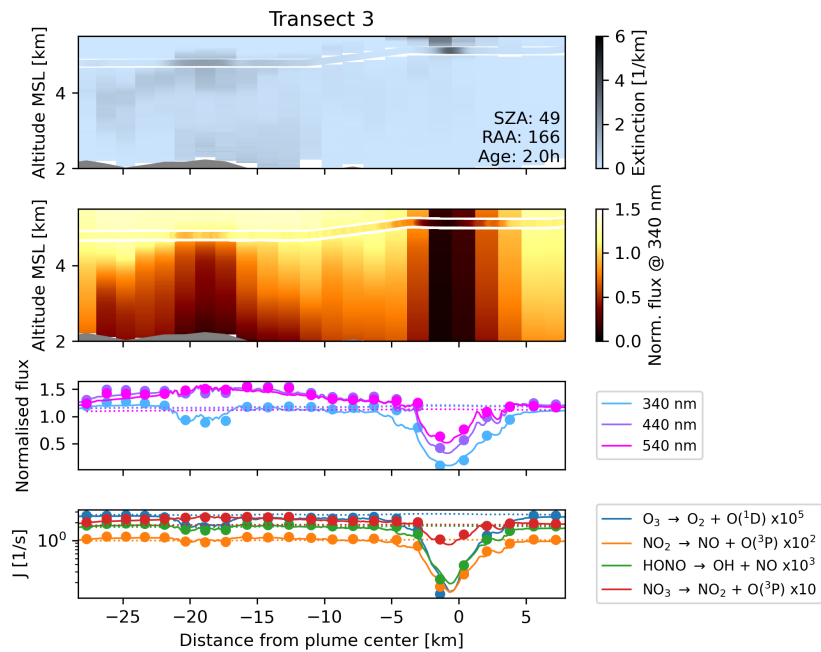 Transect 3
Altitude MSL [km]
4
2
SZA: 49
RAA: 166
Age: 2.0h
6
4
2
0
Extinction [1/km]
Altitude MSL [km]
4
2
1.5
1.0
0.5
0.0
Norm. flux @ 340 nm
Normalised flux
1.5
1.0
0.5
340 nm
440 nm
540 nm
J [1/s]
10⁰
O₃ → O₂ + O(¹D) x10⁵
NO₂ → NO + O(³P) x10²
HONO → OH + NO x10³
NO₃ → NO₂ + O(³P) x10
−25 −20 −15 −10 −5 0 5
Distance from plume center [km]